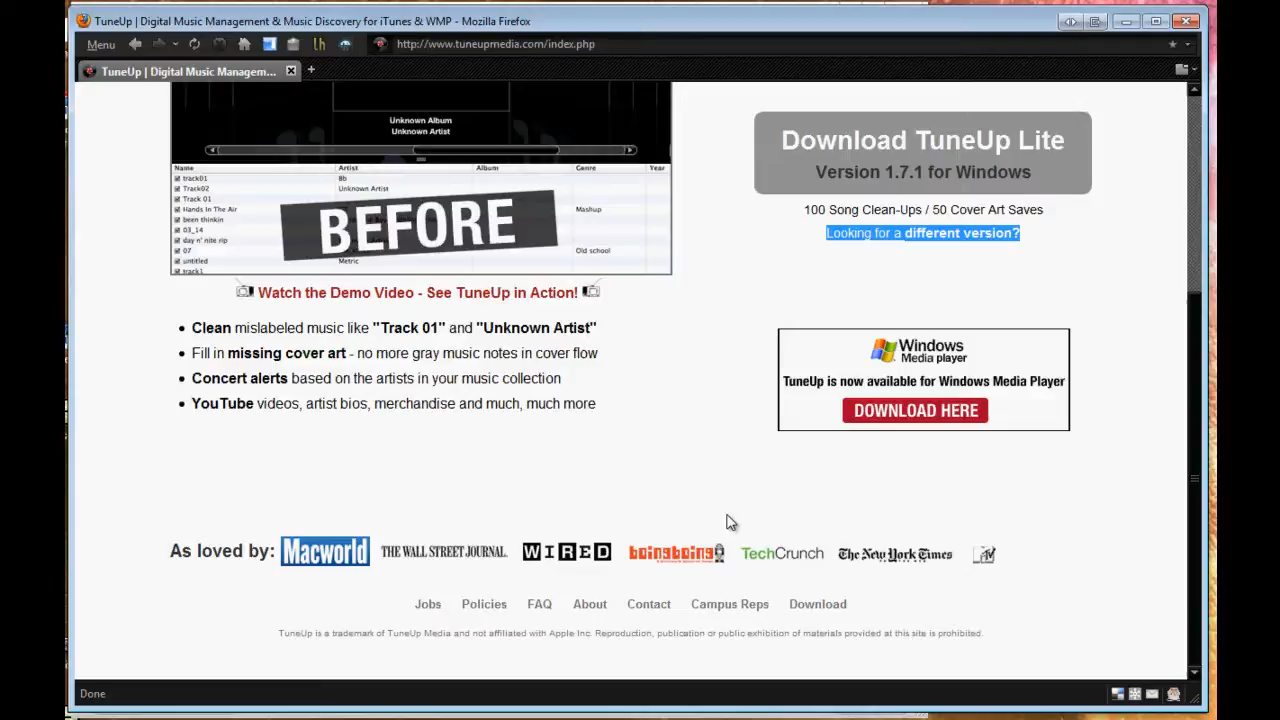 TuneUp | Digital Music Management & Music Discovery for iTunes & WMP - Mozilla Firefox
Menu
lh
http://www.tuneupmedia.com/index.php
TuneUp | Digital Music Managem...
Unknown Album
Unknown Artist
Name Artist Album Genre Year
track01 8b
Track02 Unknown Artist
Track 01
Hands In The Air Mashup
been thinkin
03_14
day n' nite rip
07 Old school
untitled Metric
track1
BEFORE
Watch the Demo Video - See TuneUp in Action!
Clean mislabeled music like "Track 01" and "Unknown Artist"
Fill in missing cover art - no more gray music notes in cover flow
Concert alerts based on the artists in your music collection
YouTube videos, artist bios, merchandise and much, much more
Download TuneUp Lite
Version 1.7.1 for Windows
100 Song Clean-Ups / 50 Cover Art Saves
Looking for a different version?
Windows
Media player
TuneUp is now available for Windows Media Player
DOWNLOAD HERE
As loved by: Macworld THE WALL STREET JOURNAL. WIRED boingboing TechCrunch The New York Times MTV
Jobs Policies FAQ About Contact Campus Reps Download
TuneUp is a trademark of TuneUp Media and not affiliated with Apple Inc. Reproduction, publication or public exhibition of materials provided at this site is prohibited.
Done